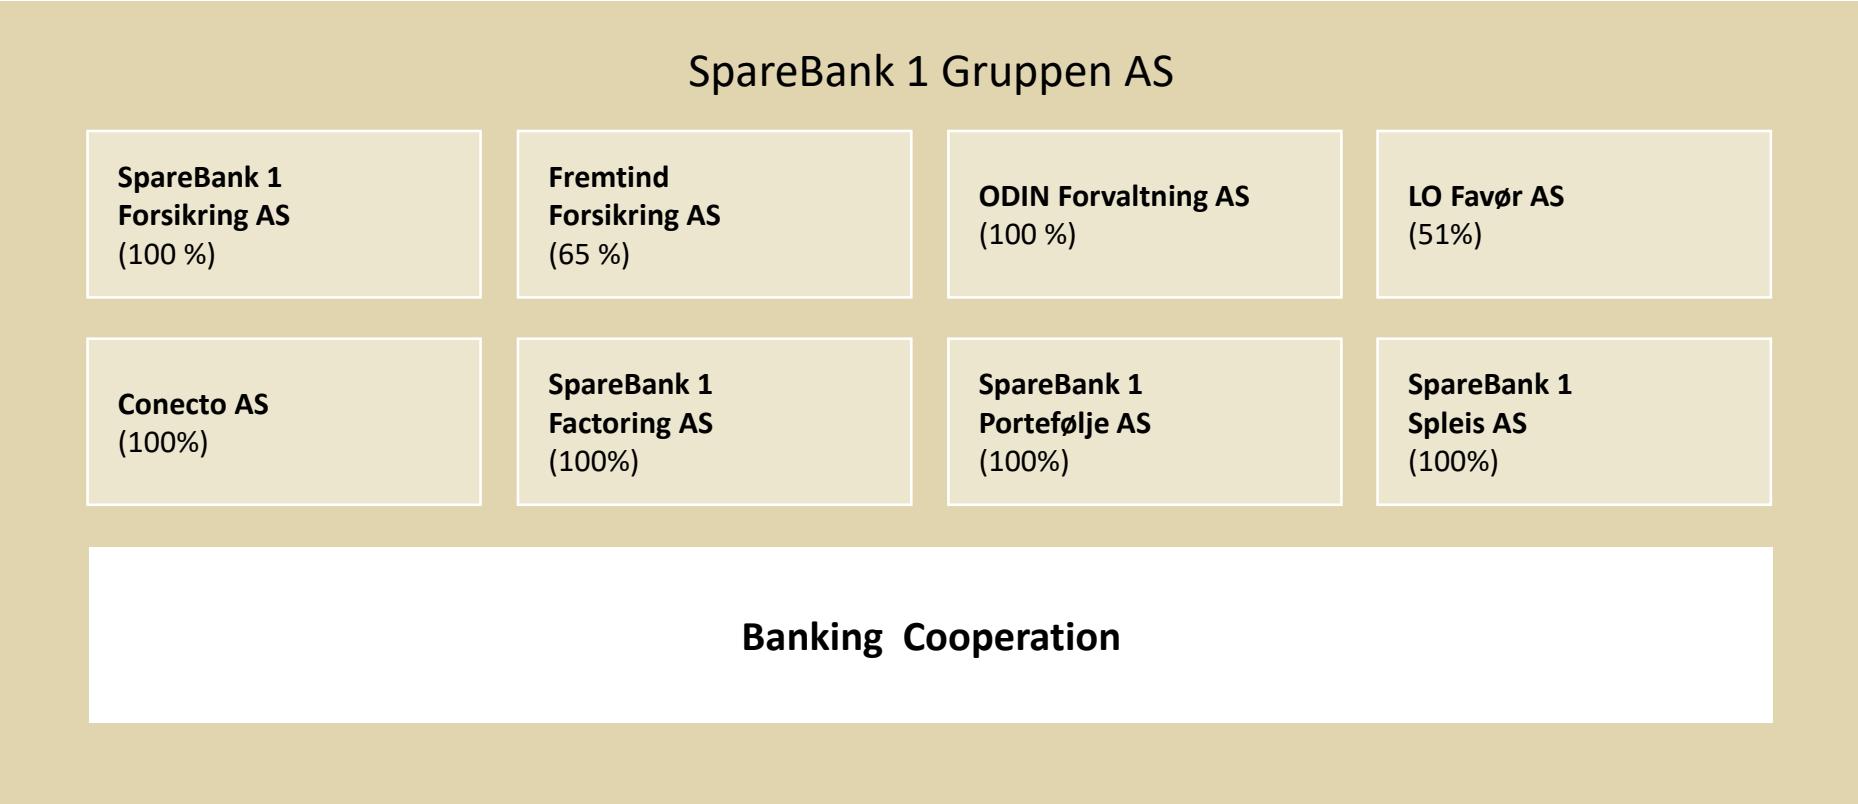 SpareBank 1 Gruppen AS
SpareBank 1
Forsikring AS
(100 %)
Fremtind
Forsikring AS
(65 %)
ODIN Forvaltning AS
(100 %)
LO Favør AS
(51%)
Conecto AS
(100%)
SpareBank 1
Factoring AS
(100%)
SpareBank 1
Portefølje AS
(100%)
SpareBank 1
Spleis AS
(100%)
Banking  Cooperation